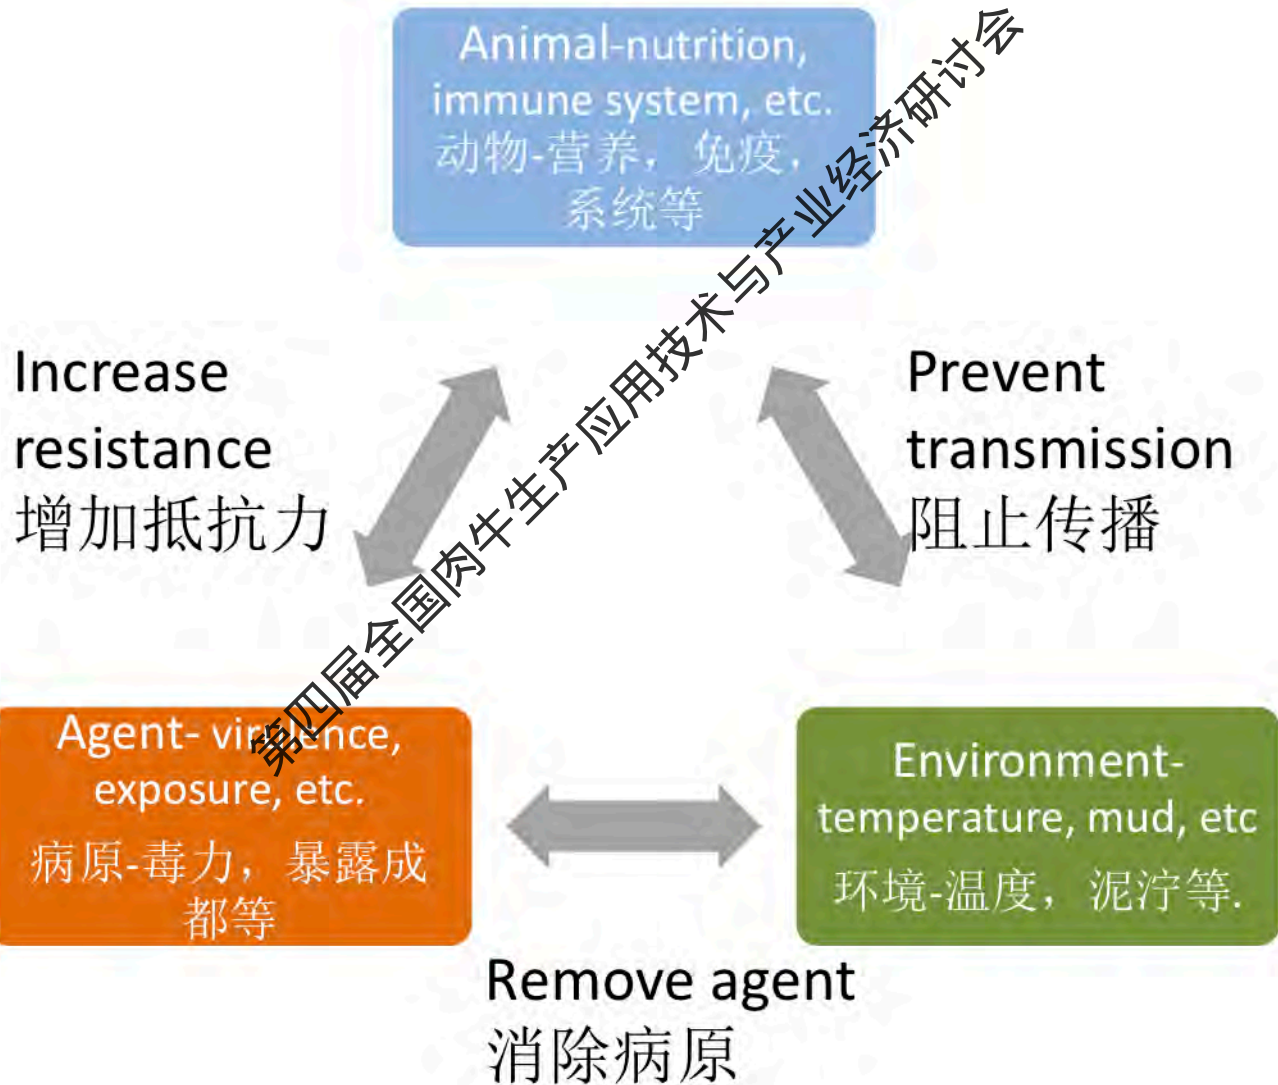 Animal-nutrition,
immune system, etc.
动物-营养，免疫，
系统等
Increase
resistance
增加抵抗力
Prevent
transmission
阻止传播
Agent- virulence,
exposure, etc.
病原-毒力，暴露成
都等
Environment-
temperature, mud, etc
环境-温度，泥泞等.
Remove agent
消除病原
第四届全国肉牛生产应用技术与产业经济研讨会